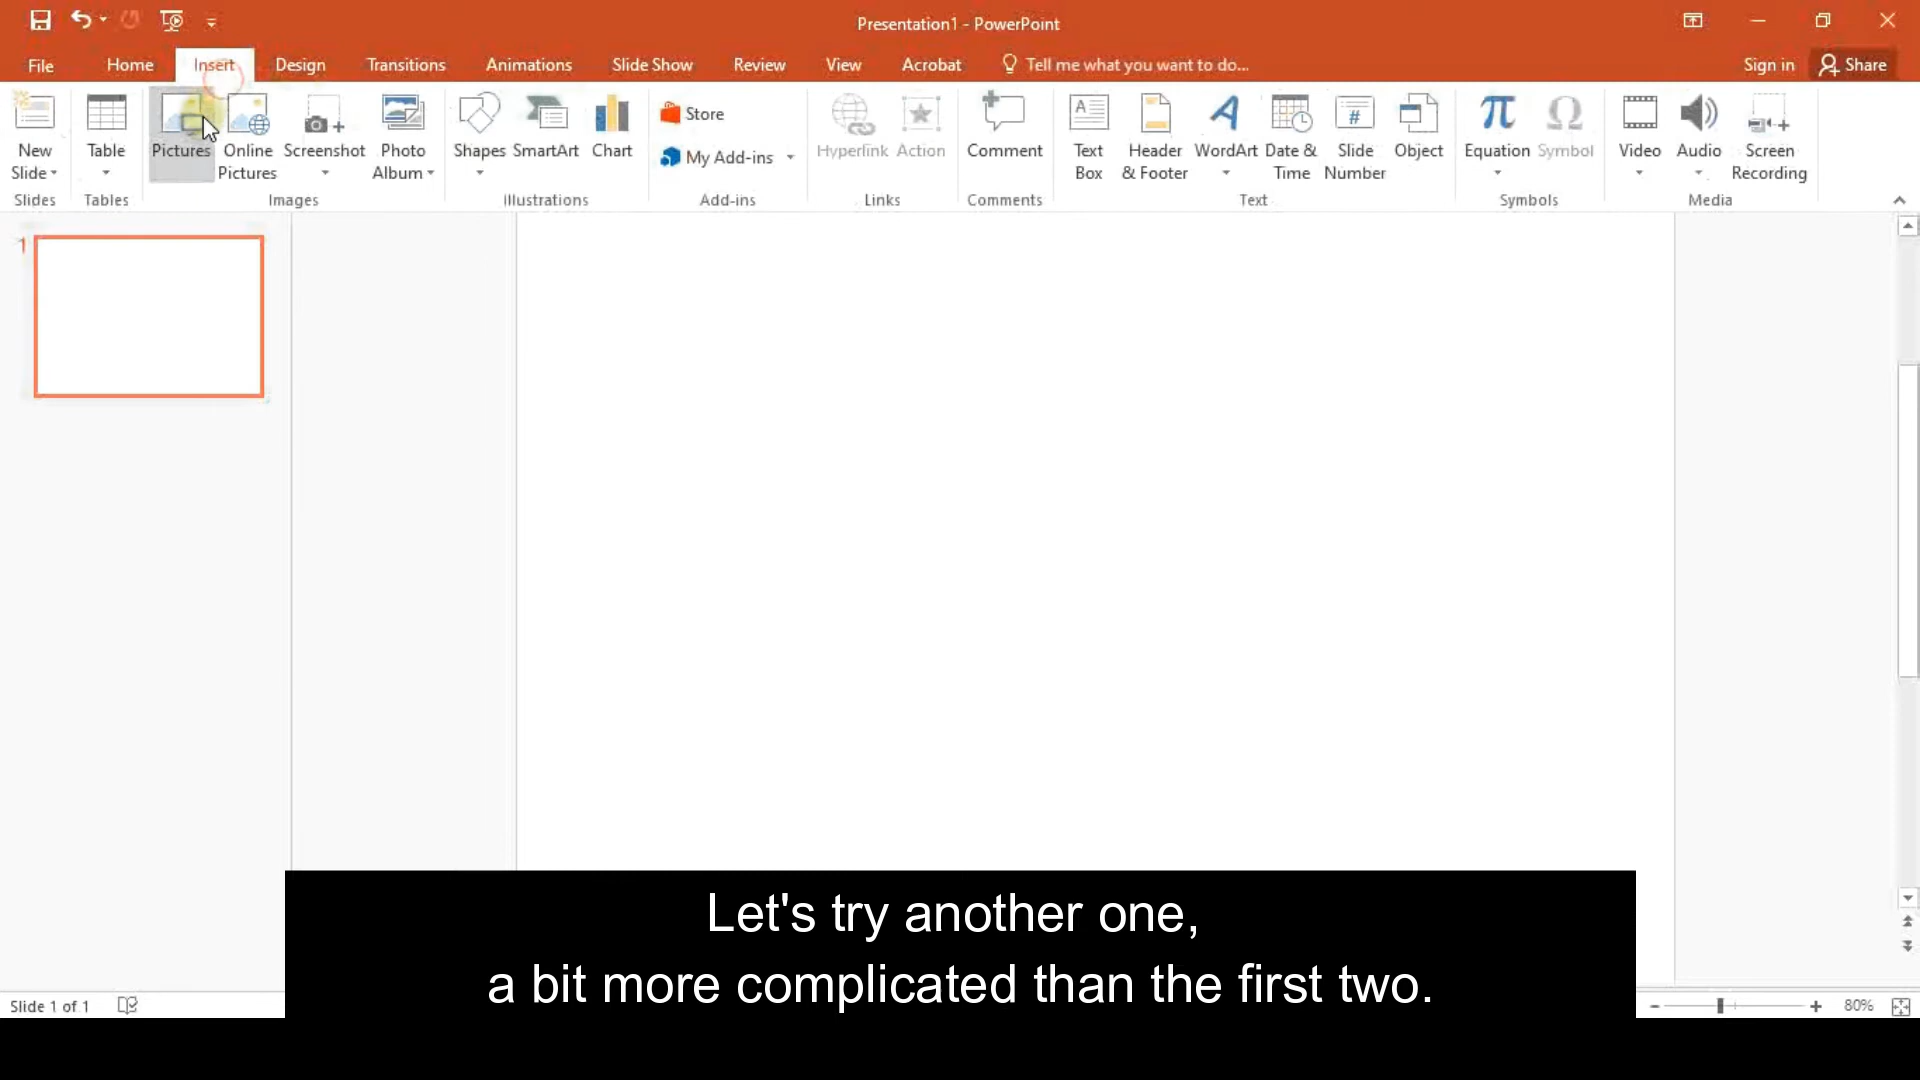 Presentation1 - PowerPoint
File Home Insert Design Transitions Animations Slide Show Review View Acrobat Tell me what you want to do... Sign in Share
New Slide
Table
Pictures
Online Pictures
Screenshot
Photo Album
Shapes
SmartArt
Chart
Store
My Add-ins
Hyperlink
Action
Comment
Text Box
Header & Footer
WordArt
Date & Time
Slide Number
Object
Equation
Symbol
Video
Audio
Screen Recording
Slides Tables Images Illustrations Add-ins Links Comments Text Symbols Media
1
Let's try another one,
a bit more complicated than the first two.
Slide 1 of 1
80%